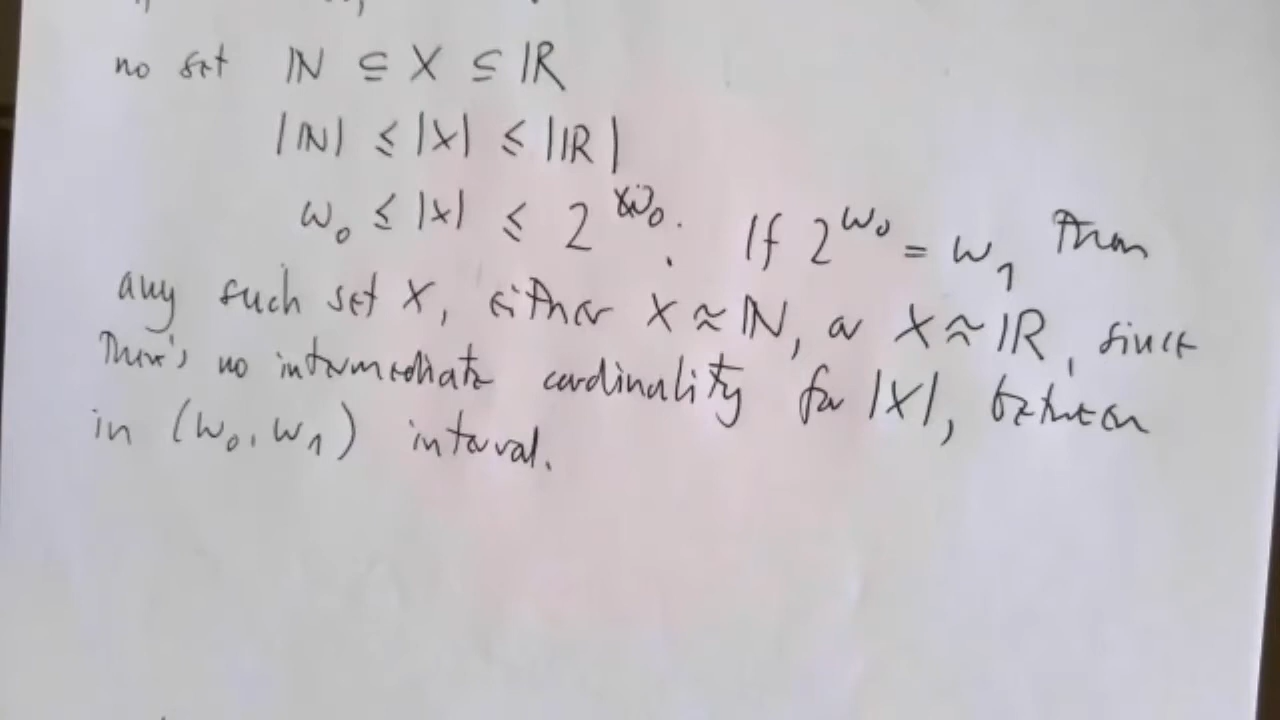 no set ℕ ⊆ X ⊆ ℝ
|ℕ| ≤ |X| ≤ |ℝ|
ω₀ ≤ |X| ≤ 2^ω₀. If 2^ω₀ = ω₁ then
any such set X, either X ≈ ℕ, or X ≈ ℝ, since
There's no intermediate cardinality for |X|, between
in (ω₀, ω₁) interval.